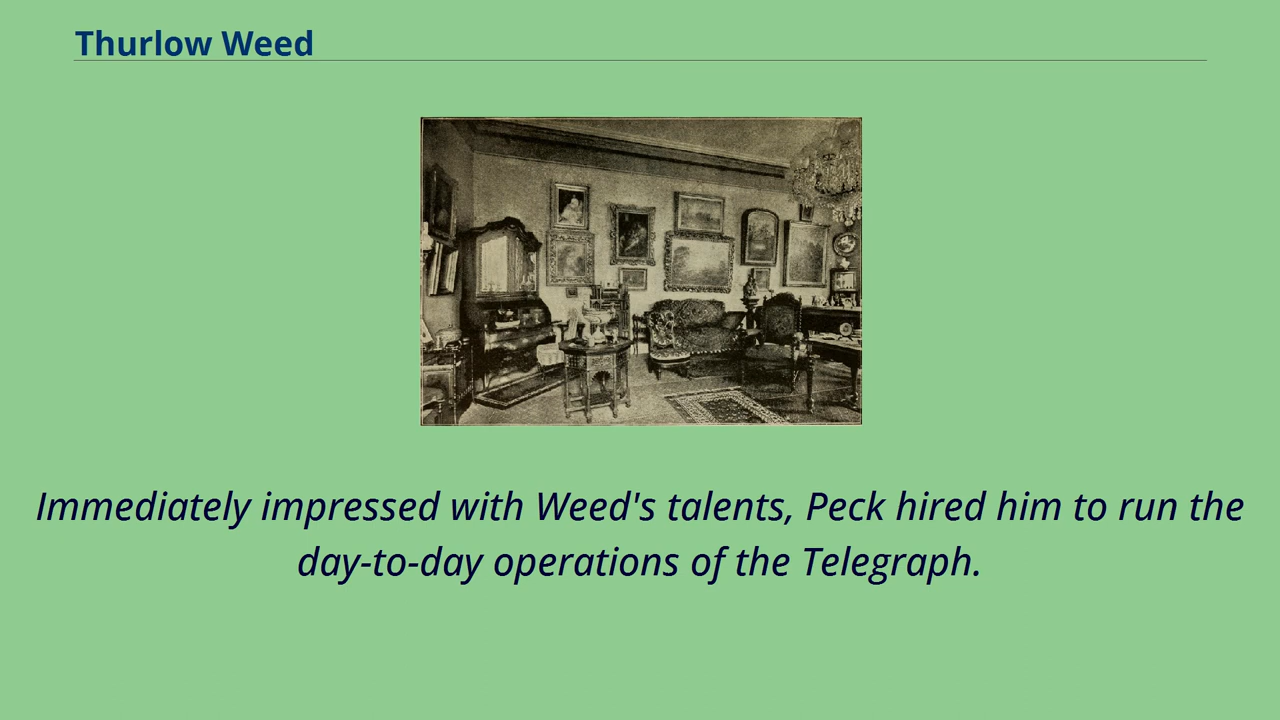 Thurlow Weed
Immediately impressed with Weed's talents, Peck hired him to run the
day-to-day operations of the Telegraph.